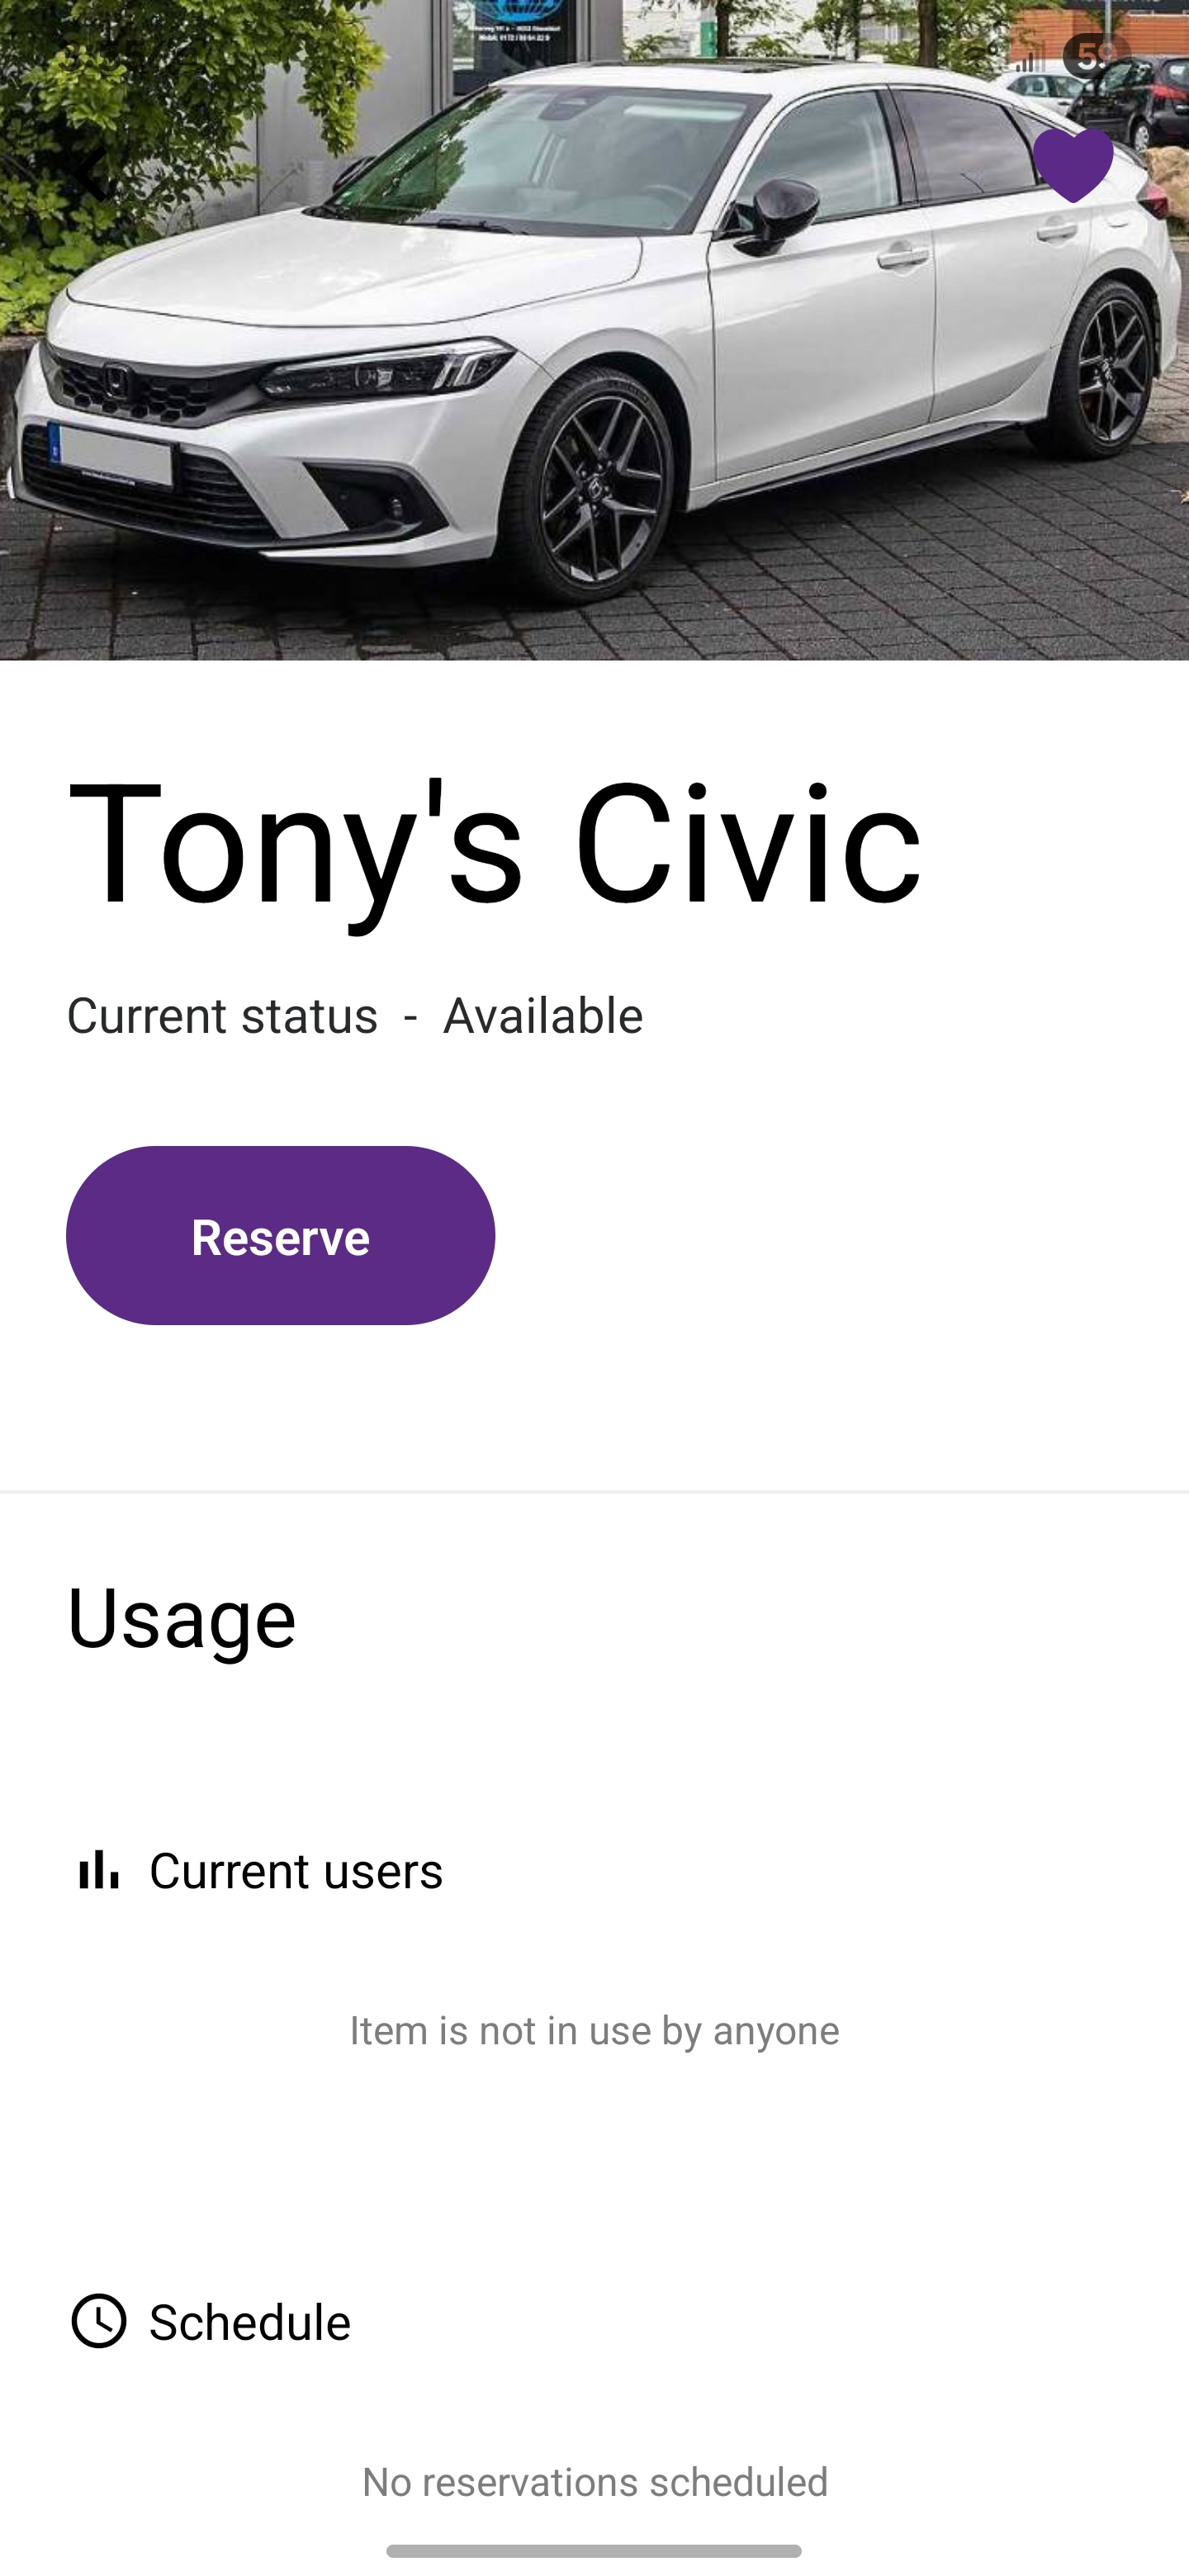 59
Tony's Civic
Current status - Available
Reserve
Usage
Current users
Item is not in use by anyone
Schedule
No reservations scheduled